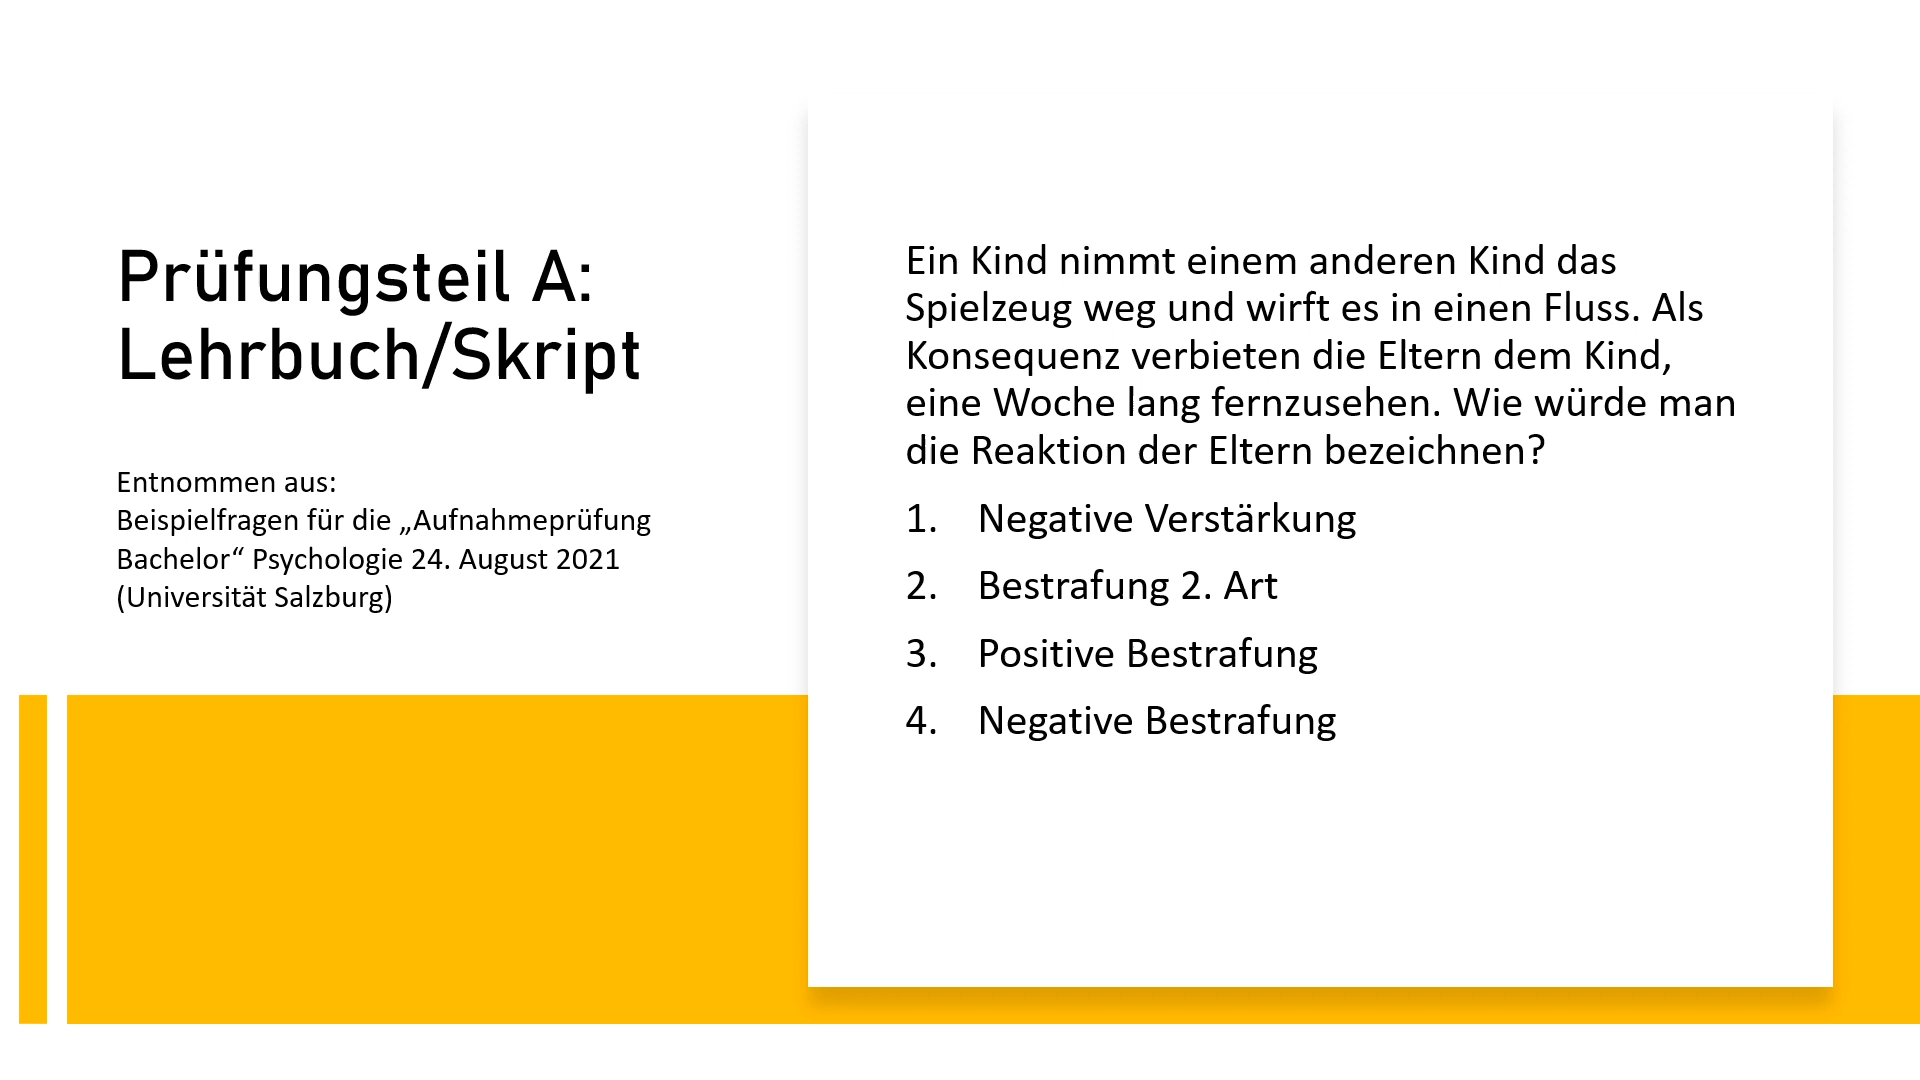 Prüfungsteil A:
Lehrbuch/Skript
Entnommen aus:
Beispielfragen für die „Aufnahmeprüfung
Bachelor“ Psychologie 24. August 2021
(Universität Salzburg)
Ein Kind nimmt einem anderen Kind das
Spielzeug weg und wirft es in einen Fluss. Als
Konsequenz verbieten die Eltern dem Kind,
eine Woche lang fernzusehen. Wie würde man
die Reaktion der Eltern bezeichnen?
1. Negative Verstärkung
2. Bestrafung 2. Art
3. Positive Bestrafung
4. Negative Bestrafung